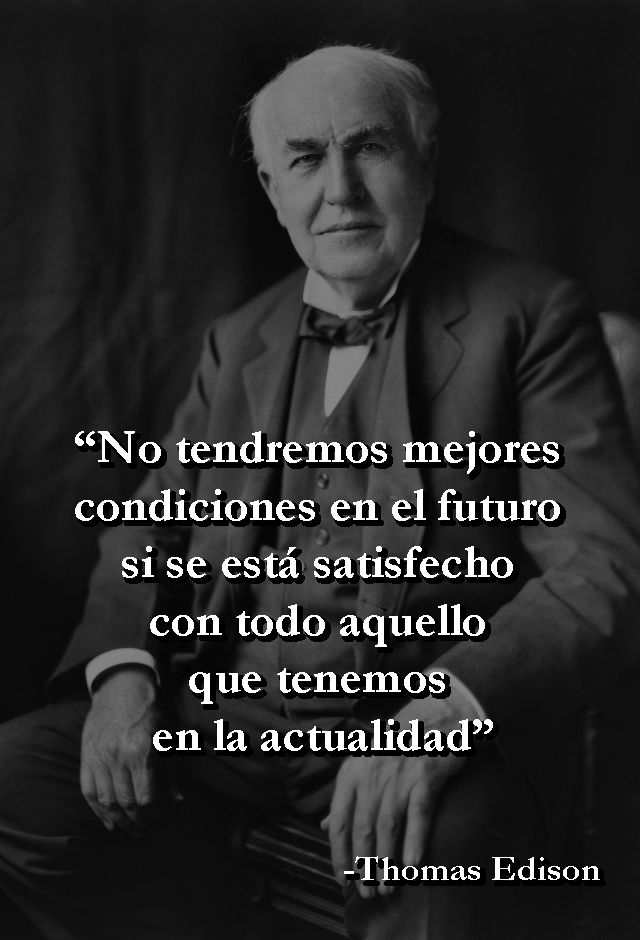 “No tendremos mejores
condiciones en el futuro
si se está satisfecho
con todo aquello
que tenemos
en la actualidad”
-Thomas Edison